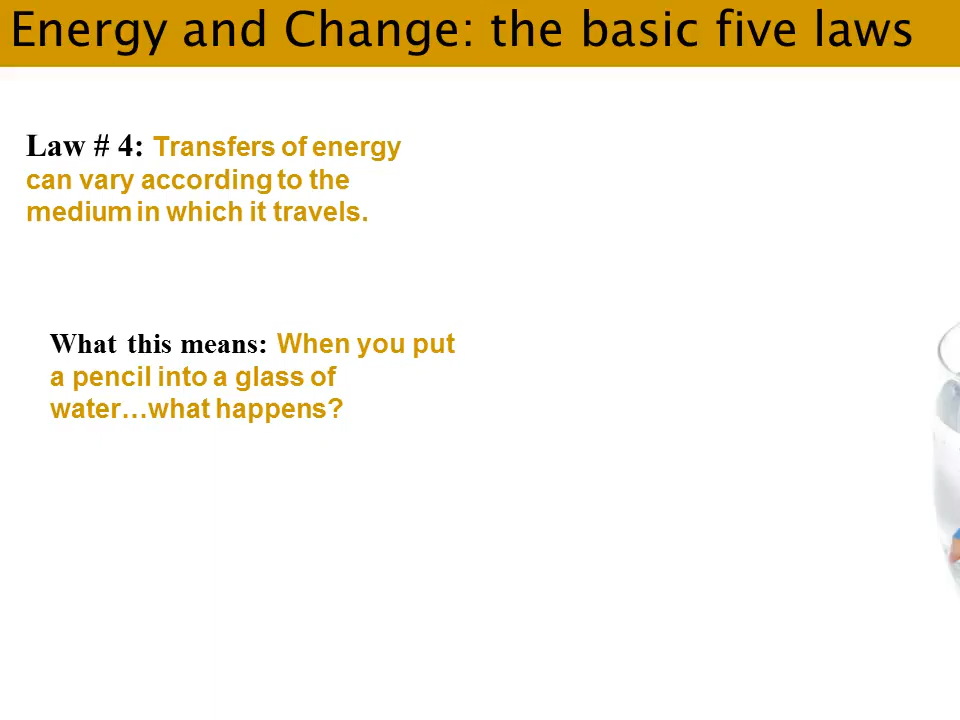 Energy and Change: the basic five laws
Law # 4: Transfers of energy
can vary according to the
medium in which it travels.
What this means: When you put
a pencil into a glass of
water…what happens?